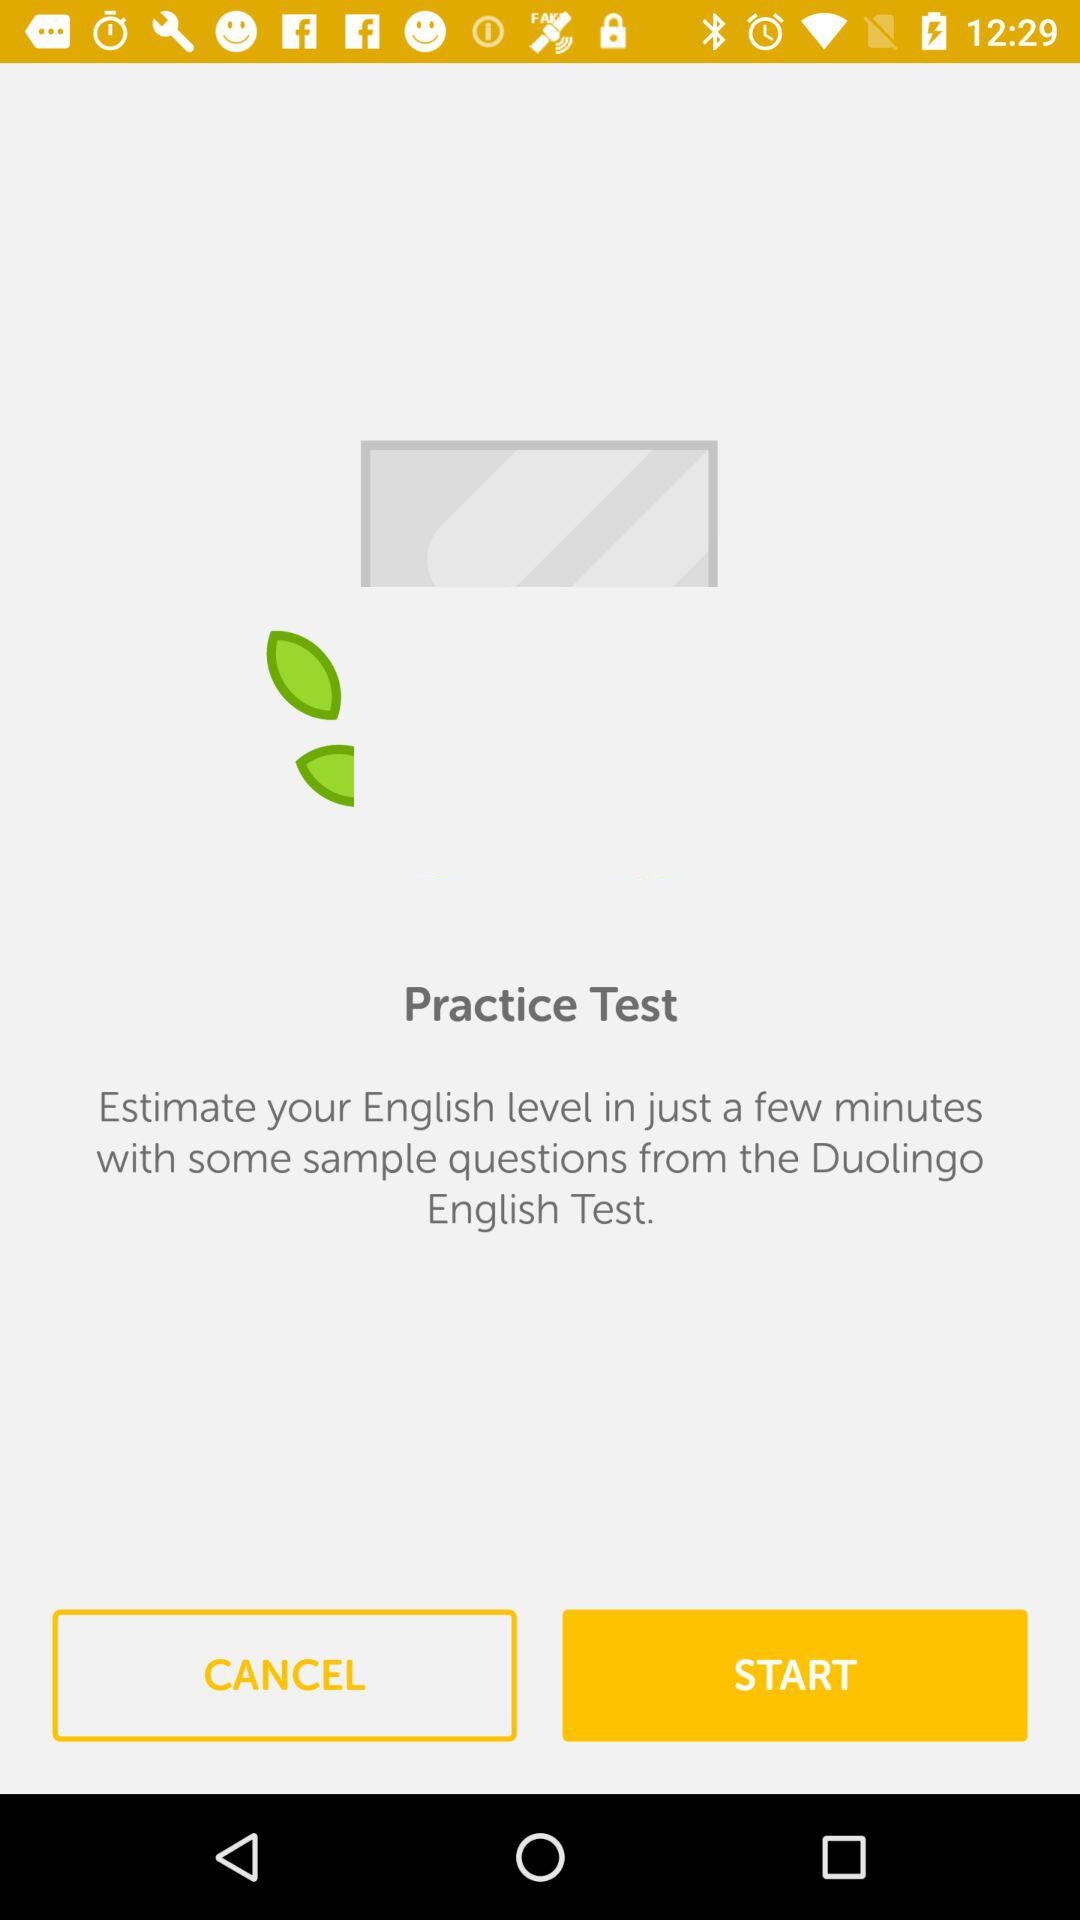 FAKE
12:29
Practice Test
Estimate your English level in just a few minutes
with some sample questions from the Duolingo
English Test.
CANCEL
START